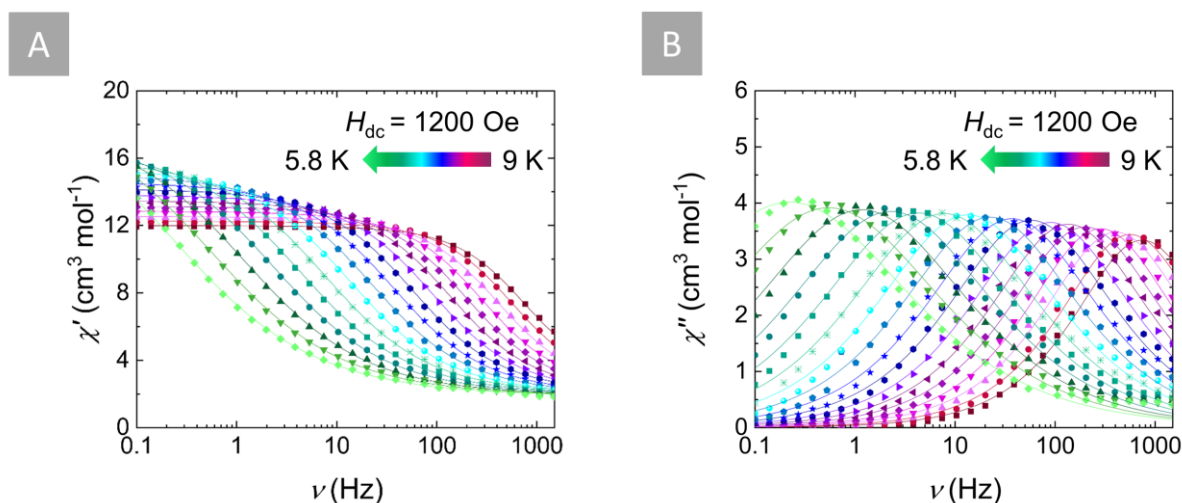 A
B
20
16
12
8
4
0
χ′ (cm³ mol⁻¹)
H_dc = 1200 Oe
5.8 K 9 K
0.1 1 10 100 1000
ν (Hz)
6
5
4
3
2
1
0
χ″ (cm³ mol⁻¹)
H_dc = 1200 Oe
5.8 K 9 K
0.1 1 10 100 1000
ν (Hz)